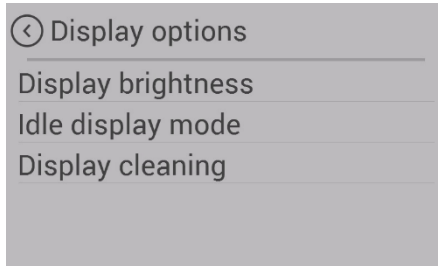 Display options
Display brightness
Idle display mode
Display cleaning